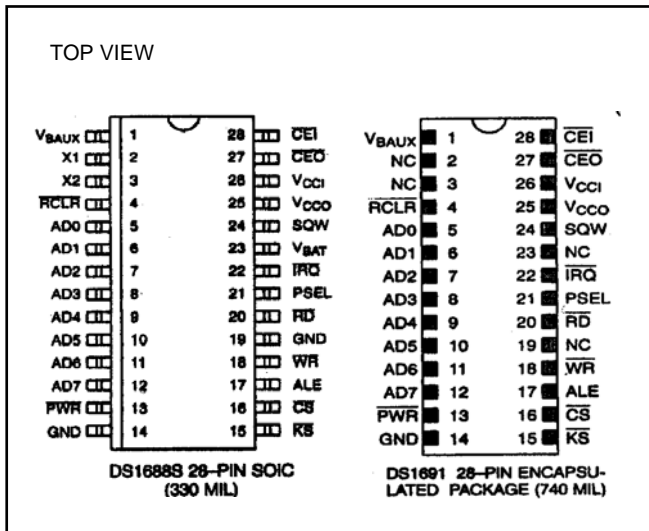 TOP VIEW
VBAUX 1 28 CEI
X1 2 27 CEO
X2 3 26 VCCI
RCLR 4 25 VCCO
AD0 5 24 SQW
AD1 6 23 VBAT
AD2 7 22 IRQ
AD3 8 21 PSEL
AD4 9 20 RD
AD5 10 19 GND
AD6 11 18 WR
AD7 12 17 ALE
PWR 13 16 CS
GND 14 15 KS
DS1688S 28–PIN SOIC
(330 MIL)
VBAUX 1 28 CEI
NC 2 27 CEO
NC 3 26 VCCI
RCLR 4 25 VCCO
AD0 5 24 SQW
AD1 6 23 NC
AD2 7 22 IRQ
AD3 8 21 PSEL
AD4 9 20 RD
AD5 10 19 NC
AD6 11 18 WR
AD7 12 17 ALE
PWR 13 16 CS
GND 14 15 KS
DS1691 28–PIN ENCAPSU-
LATED PACKAGE (740 MIL)